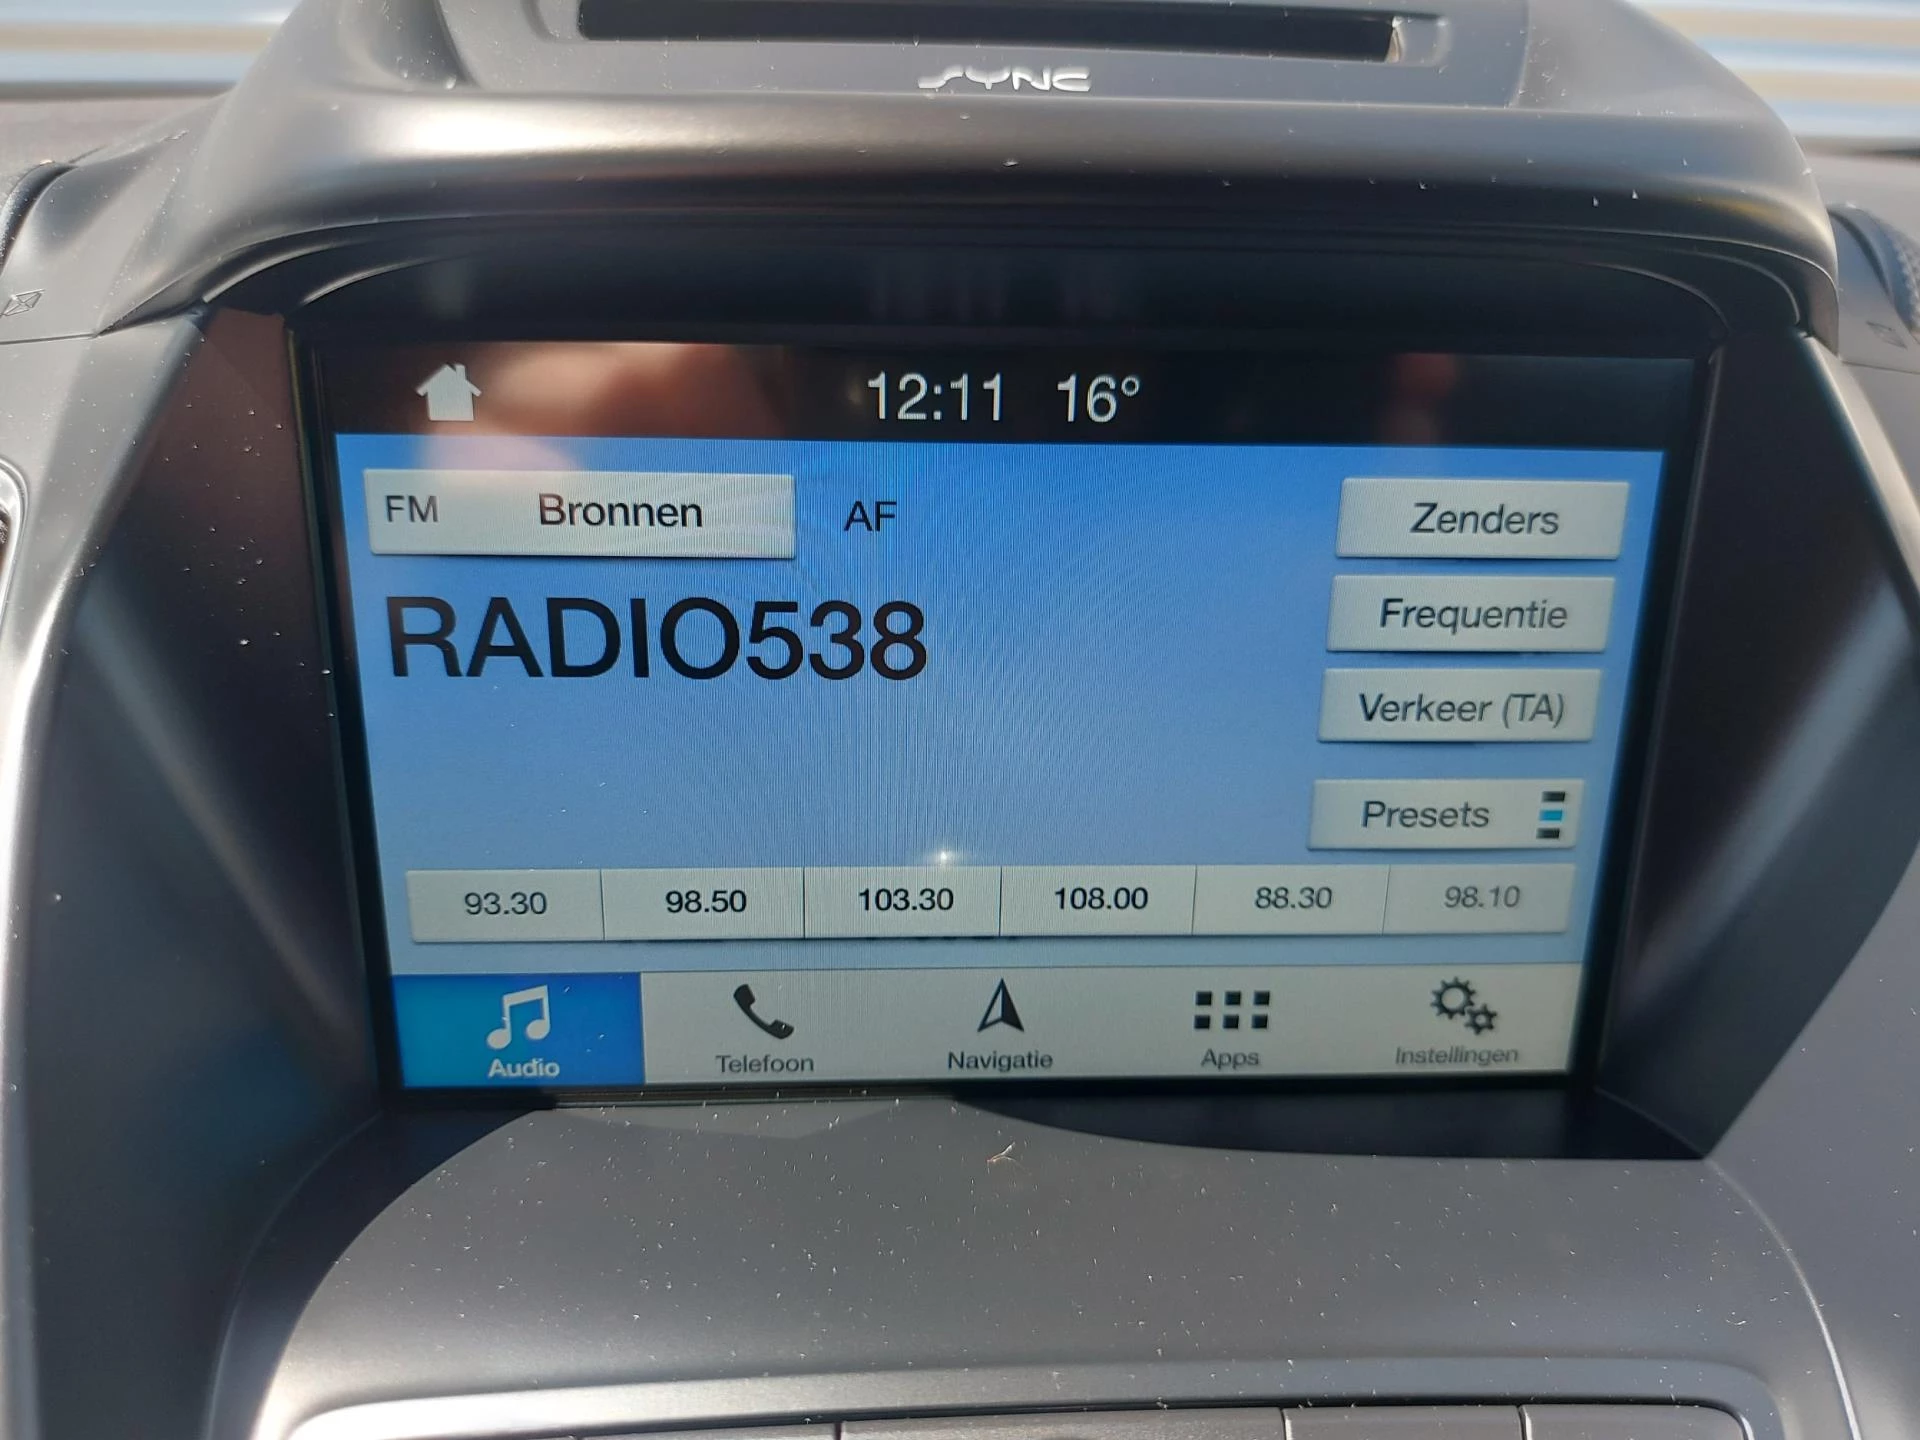 SYNC
12:11 16°
FM Bronnen AF
Zenders
RADIO538
Frequentie
Verkeer (TA)
Presets
93.30 98.50 103.30 108.00 88.30 98.10
Audio Telefoon Navigatie Apps Instellingen